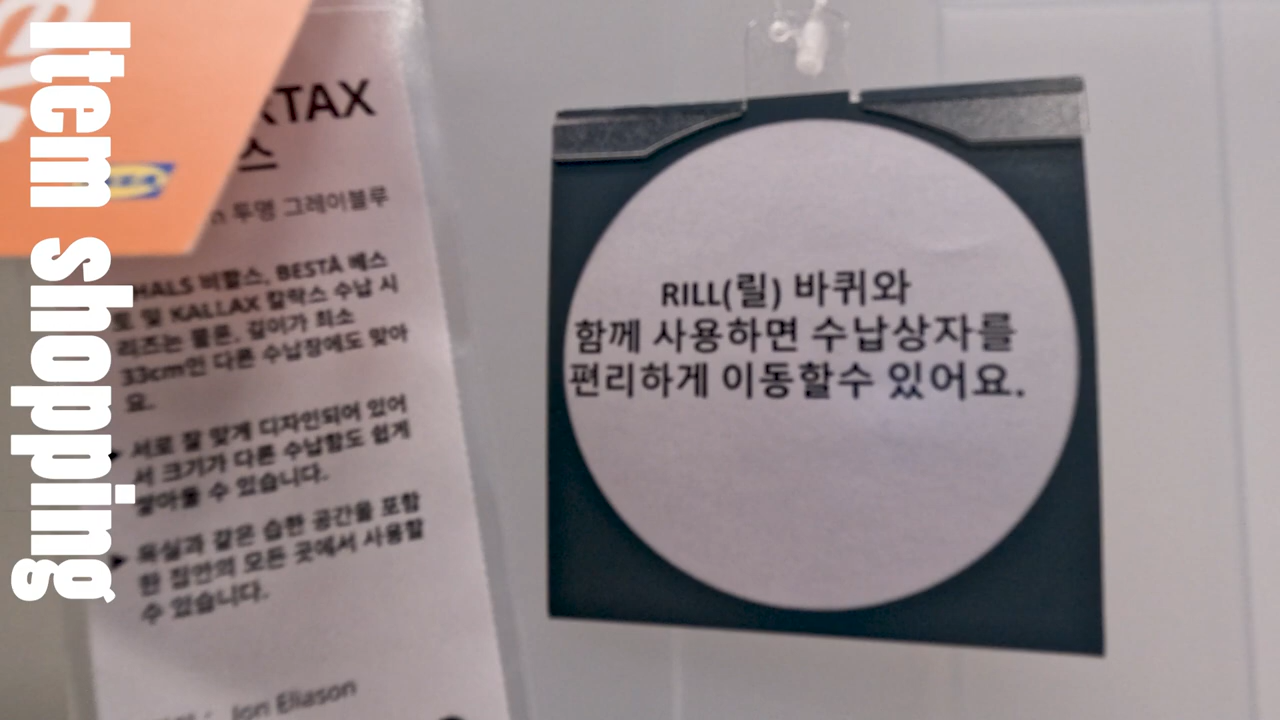 Item shopping
TAX
스
투명 그레이블루
HALS 비할스, BESTÅ 베스
토 및 KALLAX 칼락스 수납 시
리즈는 물론, 깊이가 최소
33cm인 다른 수납장에도 맞아
요.
서로 잘 맞게 디자인되어 있어
서 크기가 다른 수납함도 쉽게
쌓아둘 수 있습니다.
욕실과 같은 습한 공간을 포함
한 집안의 모든 곳에서 사용할
수 있습니다.
Jon Eliason
RILL(릴) 바퀴와
함께 사용하면 수납상자를
편리하게 이동할수 있어요.